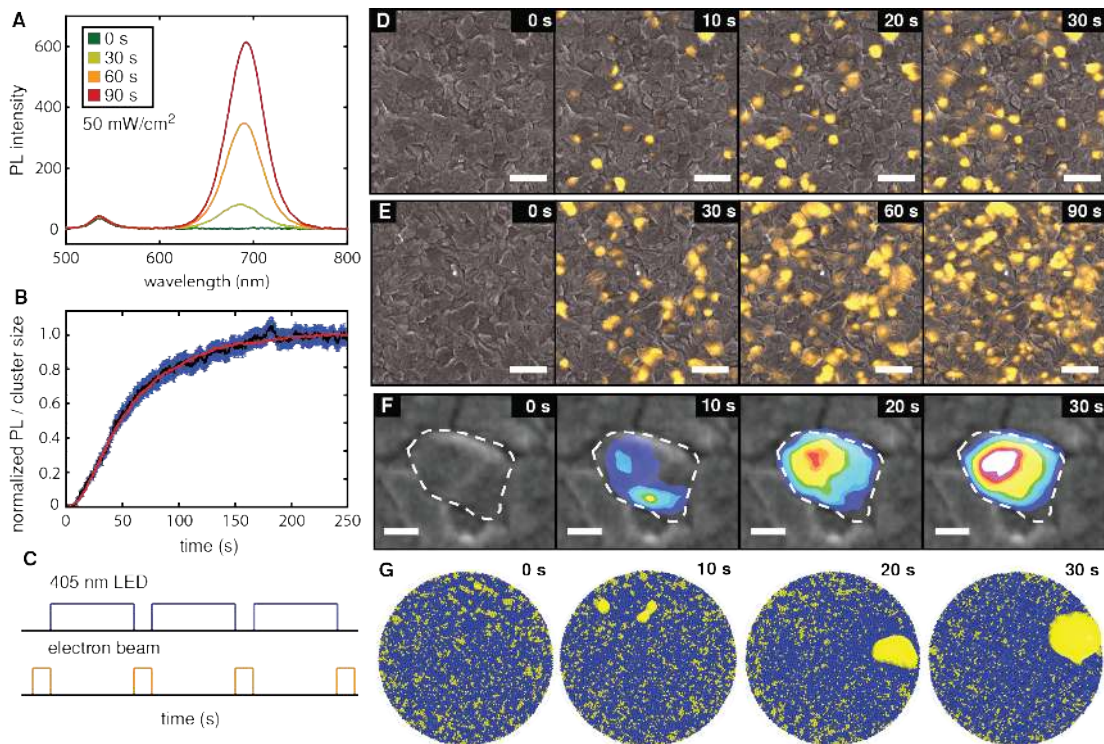 A
600
400
200
0
PL intensity
0 s
30 s
60 s
90 s
50 mW/cm²
500 600 700 800
wavelength (nm)
B
1.0
0.8
0.6
0.4
0.2
0
normalized PL / cluster size
0 50 100 150 200 250
time (s)
C
405 nm LED
electron beam
time (s)
D 0 s 10 s 20 s 30 s
E 0 s 30 s 60 s 90 s
F 0 s 10 s 20 s 30 s
G 0 s 10 s 20 s 30 s